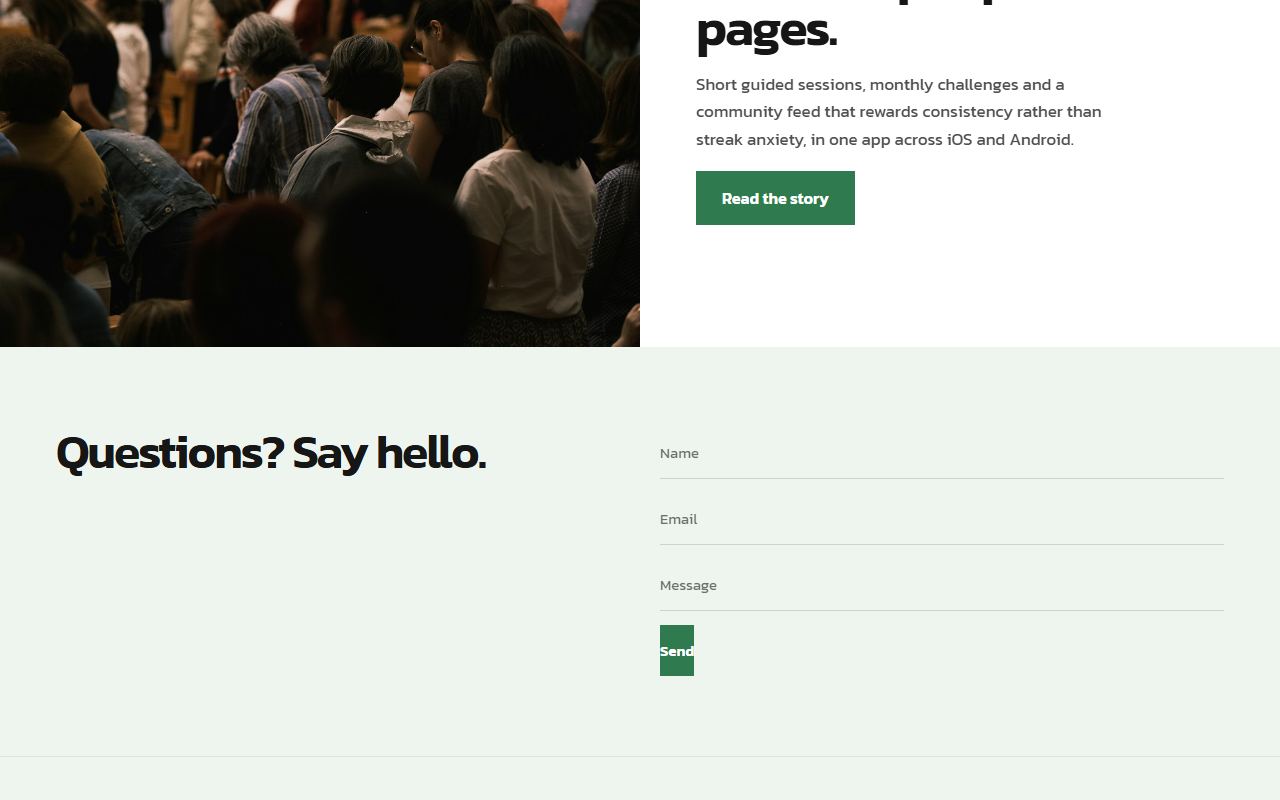 pages.
Short guided sessions, monthly challenges and a
community feed that rewards consistency rather than
streak anxiety, in one app across iOS and Android.
Read the story
Questions? Say hello.
Name
Email
Message
Send